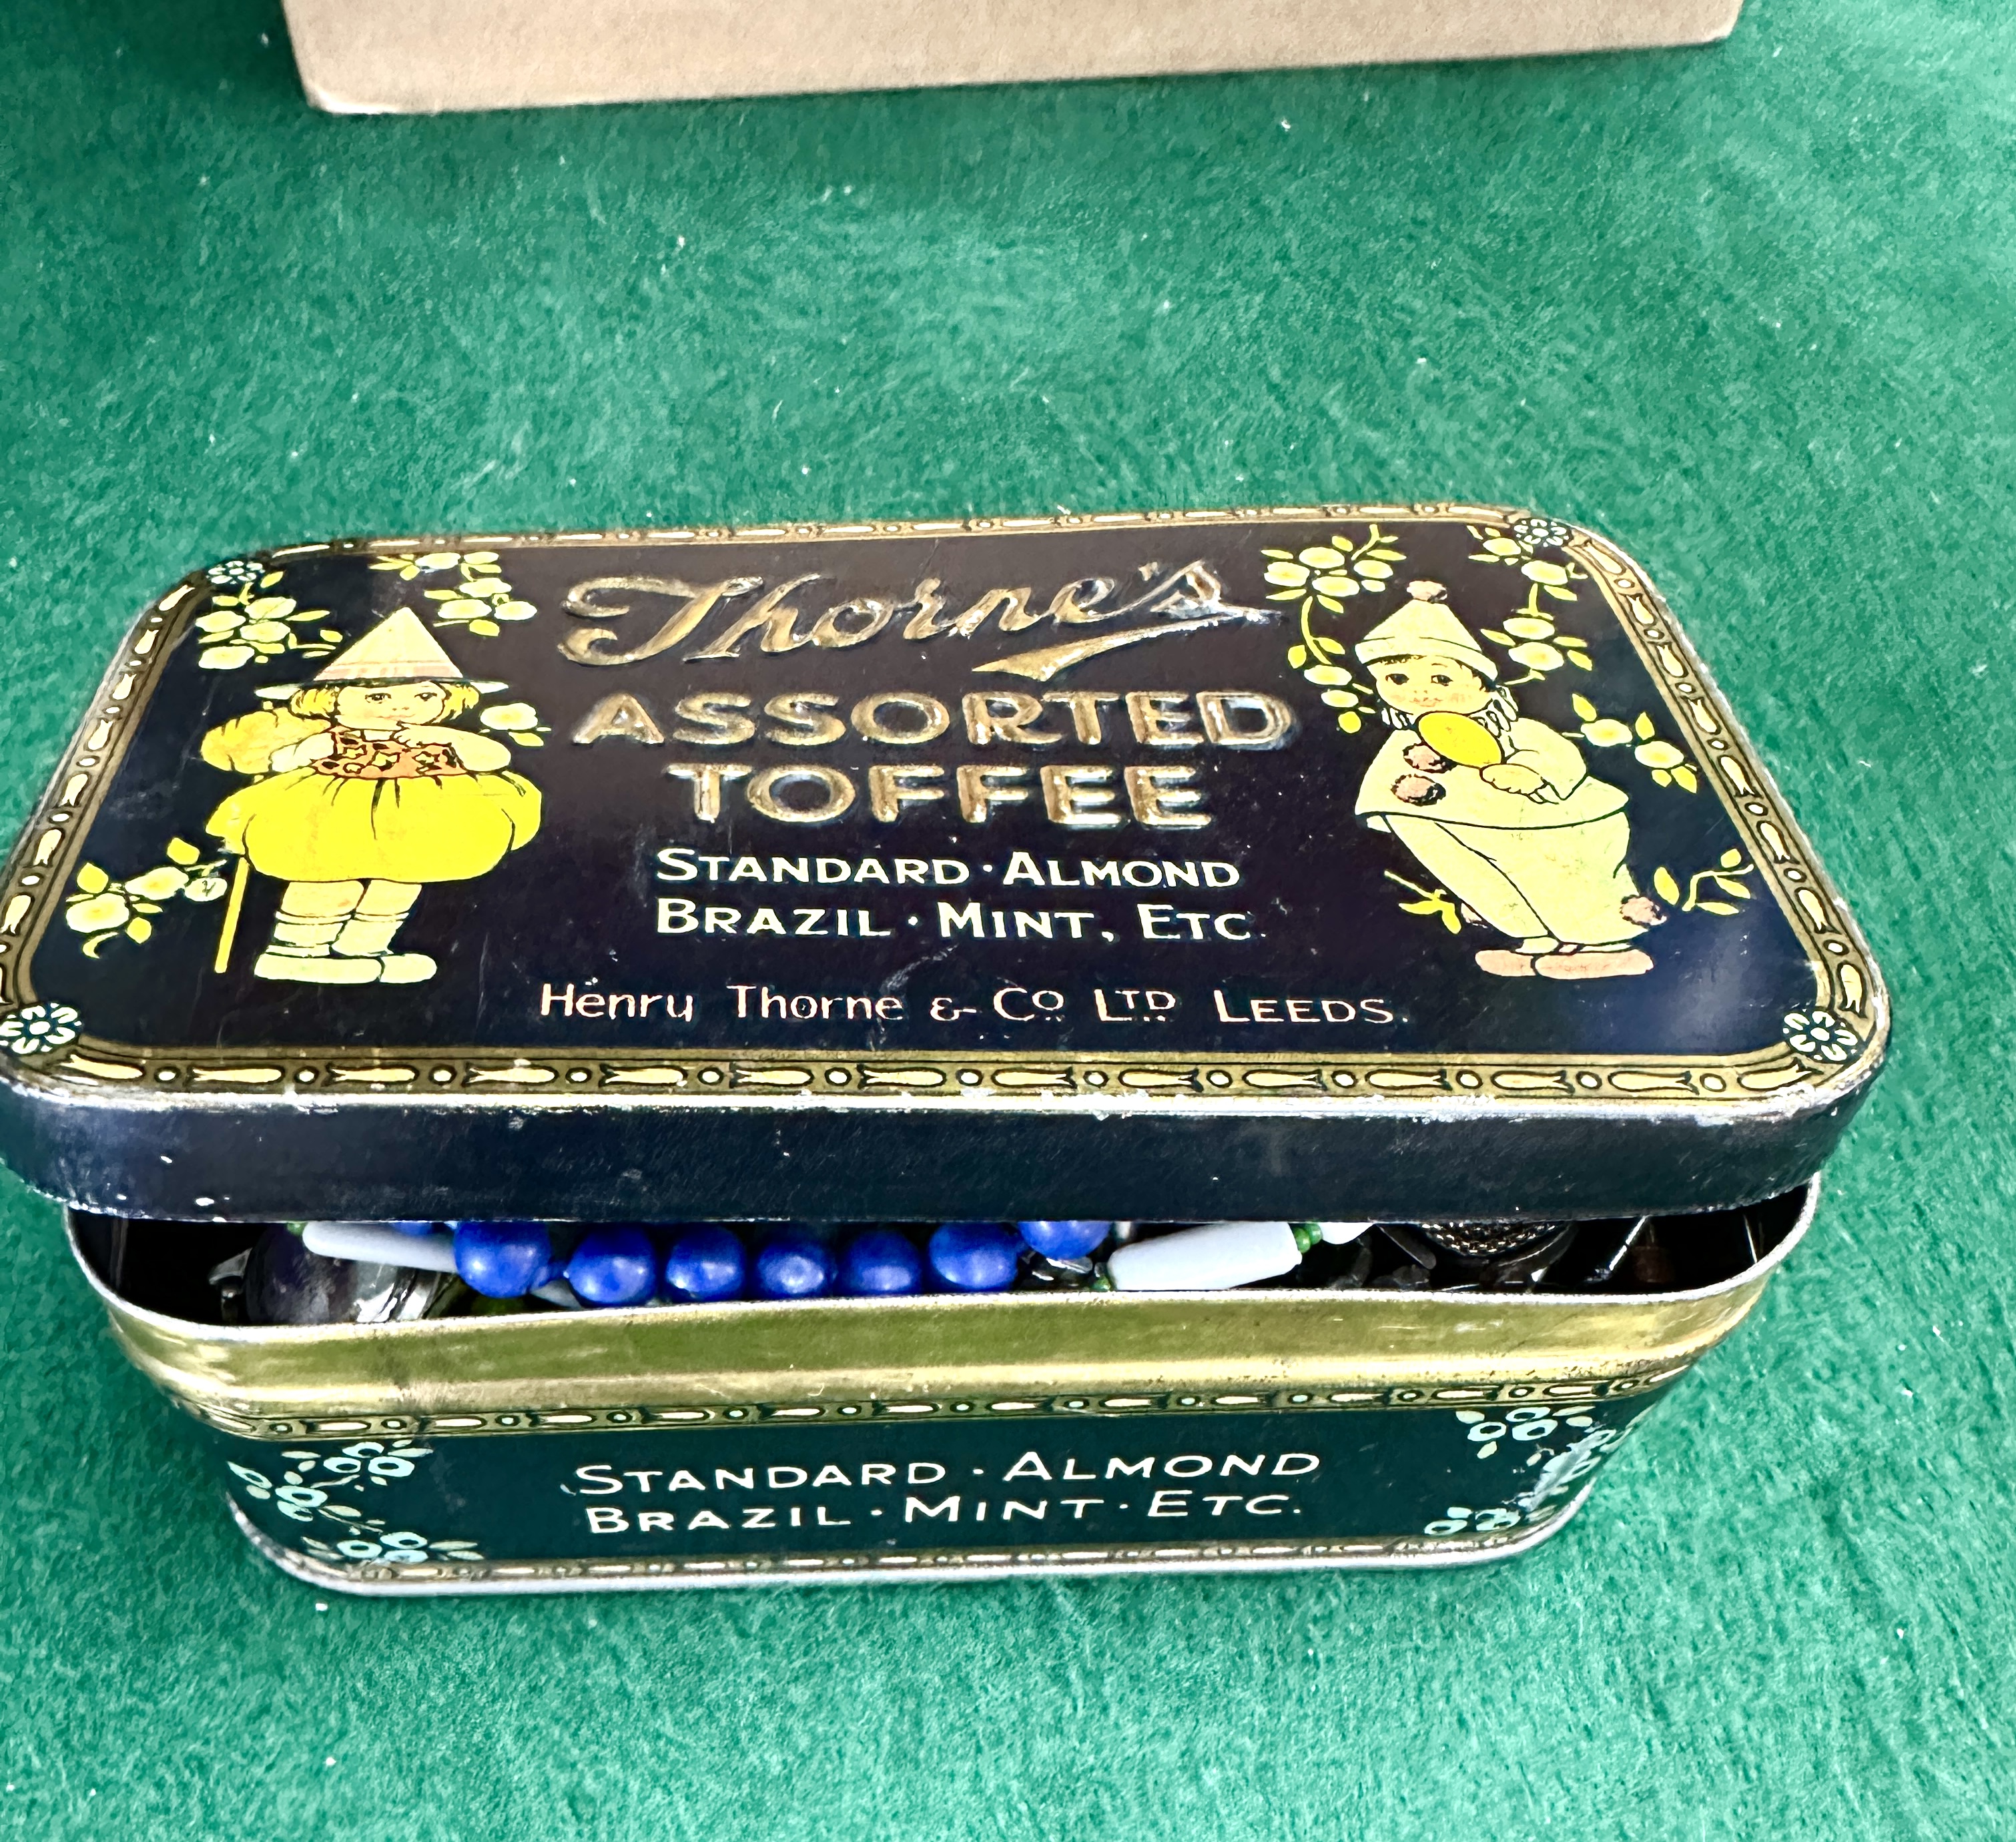 Thorne's
ASSORTED
TOFFEE
STANDARD · ALMOND
BRAZIL · MINT, ETC.
Henry Thorne & Co LTD LEEDS.
STANDARD · ALMOND
BRAZIL · MINT · ETC.